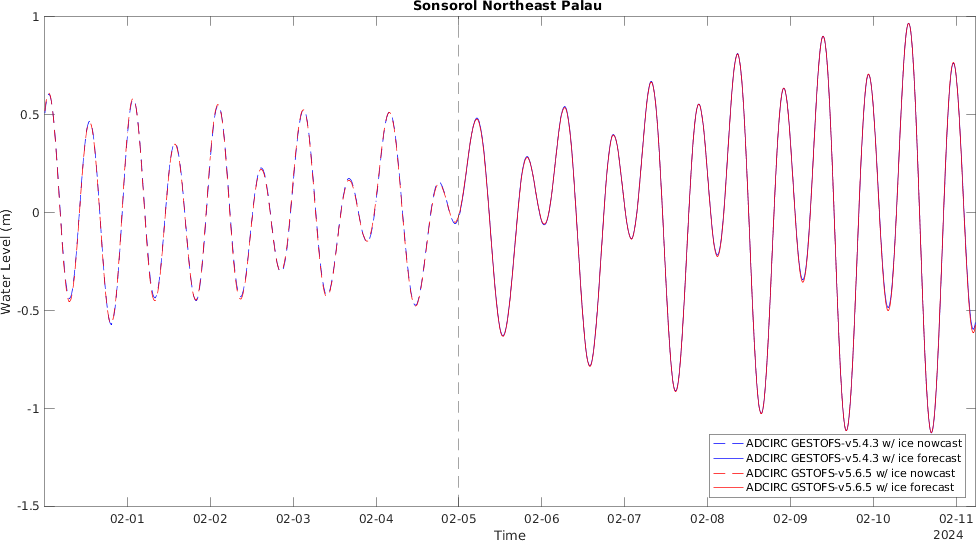 Sonsorol Northeast Palau
1
0.5
0
-0.5
-1
-1.5
Water Level (m)
ADCIRC GESTOFS-v5.4.3 w/ ice nowcast
ADCIRC GESTOFS-v5.4.3 w/ ice forecast
ADCIRC GSTOFS-v5.6.5 w/ ice nowcast
ADCIRC GSTOFS-v5.6.5 w/ ice forecast
02-01 02-02 02-03 02-04 02-05 02-06 02-07 02-08 02-09 02-10 02-11
Time 2024